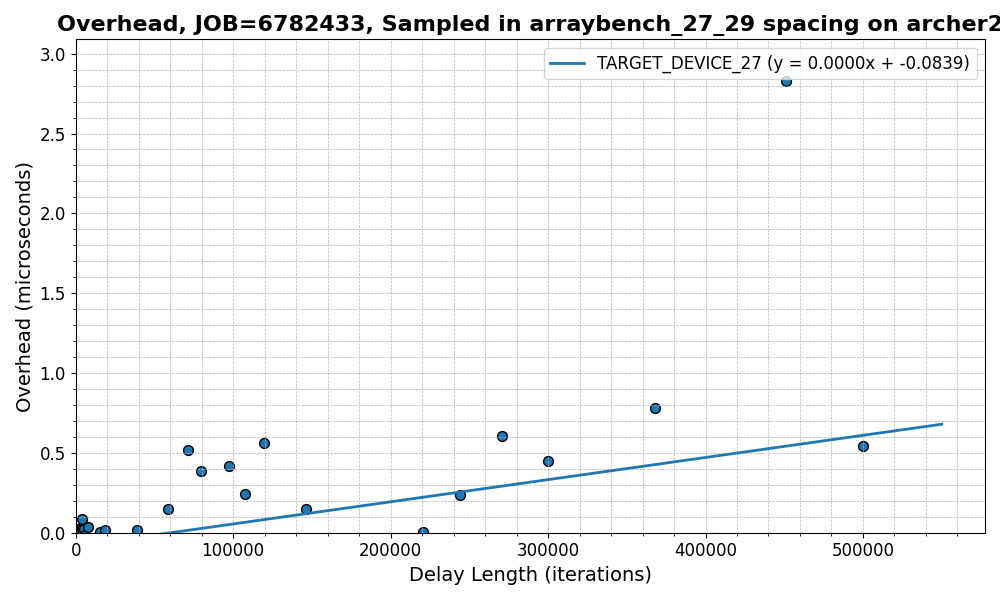 Overhead, JOB=6782433, Sampled in arraybench_27_29 spacing on archer2
TARGET_DEVICE_27 (y = 0.0000x + -0.0839)
Overhead (microseconds)
3.0
2.5
2.0
1.5
1.0
0.5
0.0
0 100000 200000 300000 400000 500000
Delay Length (iterations)